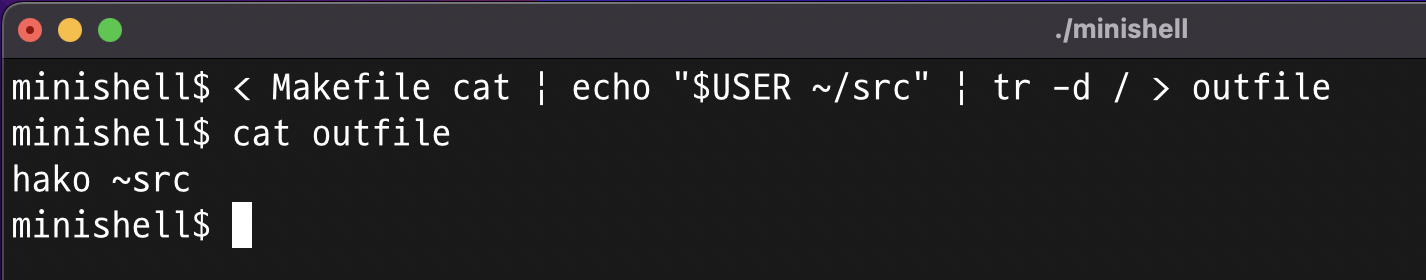 ./minishell
minishell$ < Makefile cat | echo "$USER ~/src" | tr -d / > outfile
minishell$ cat outfile
hako ~src
minishell$